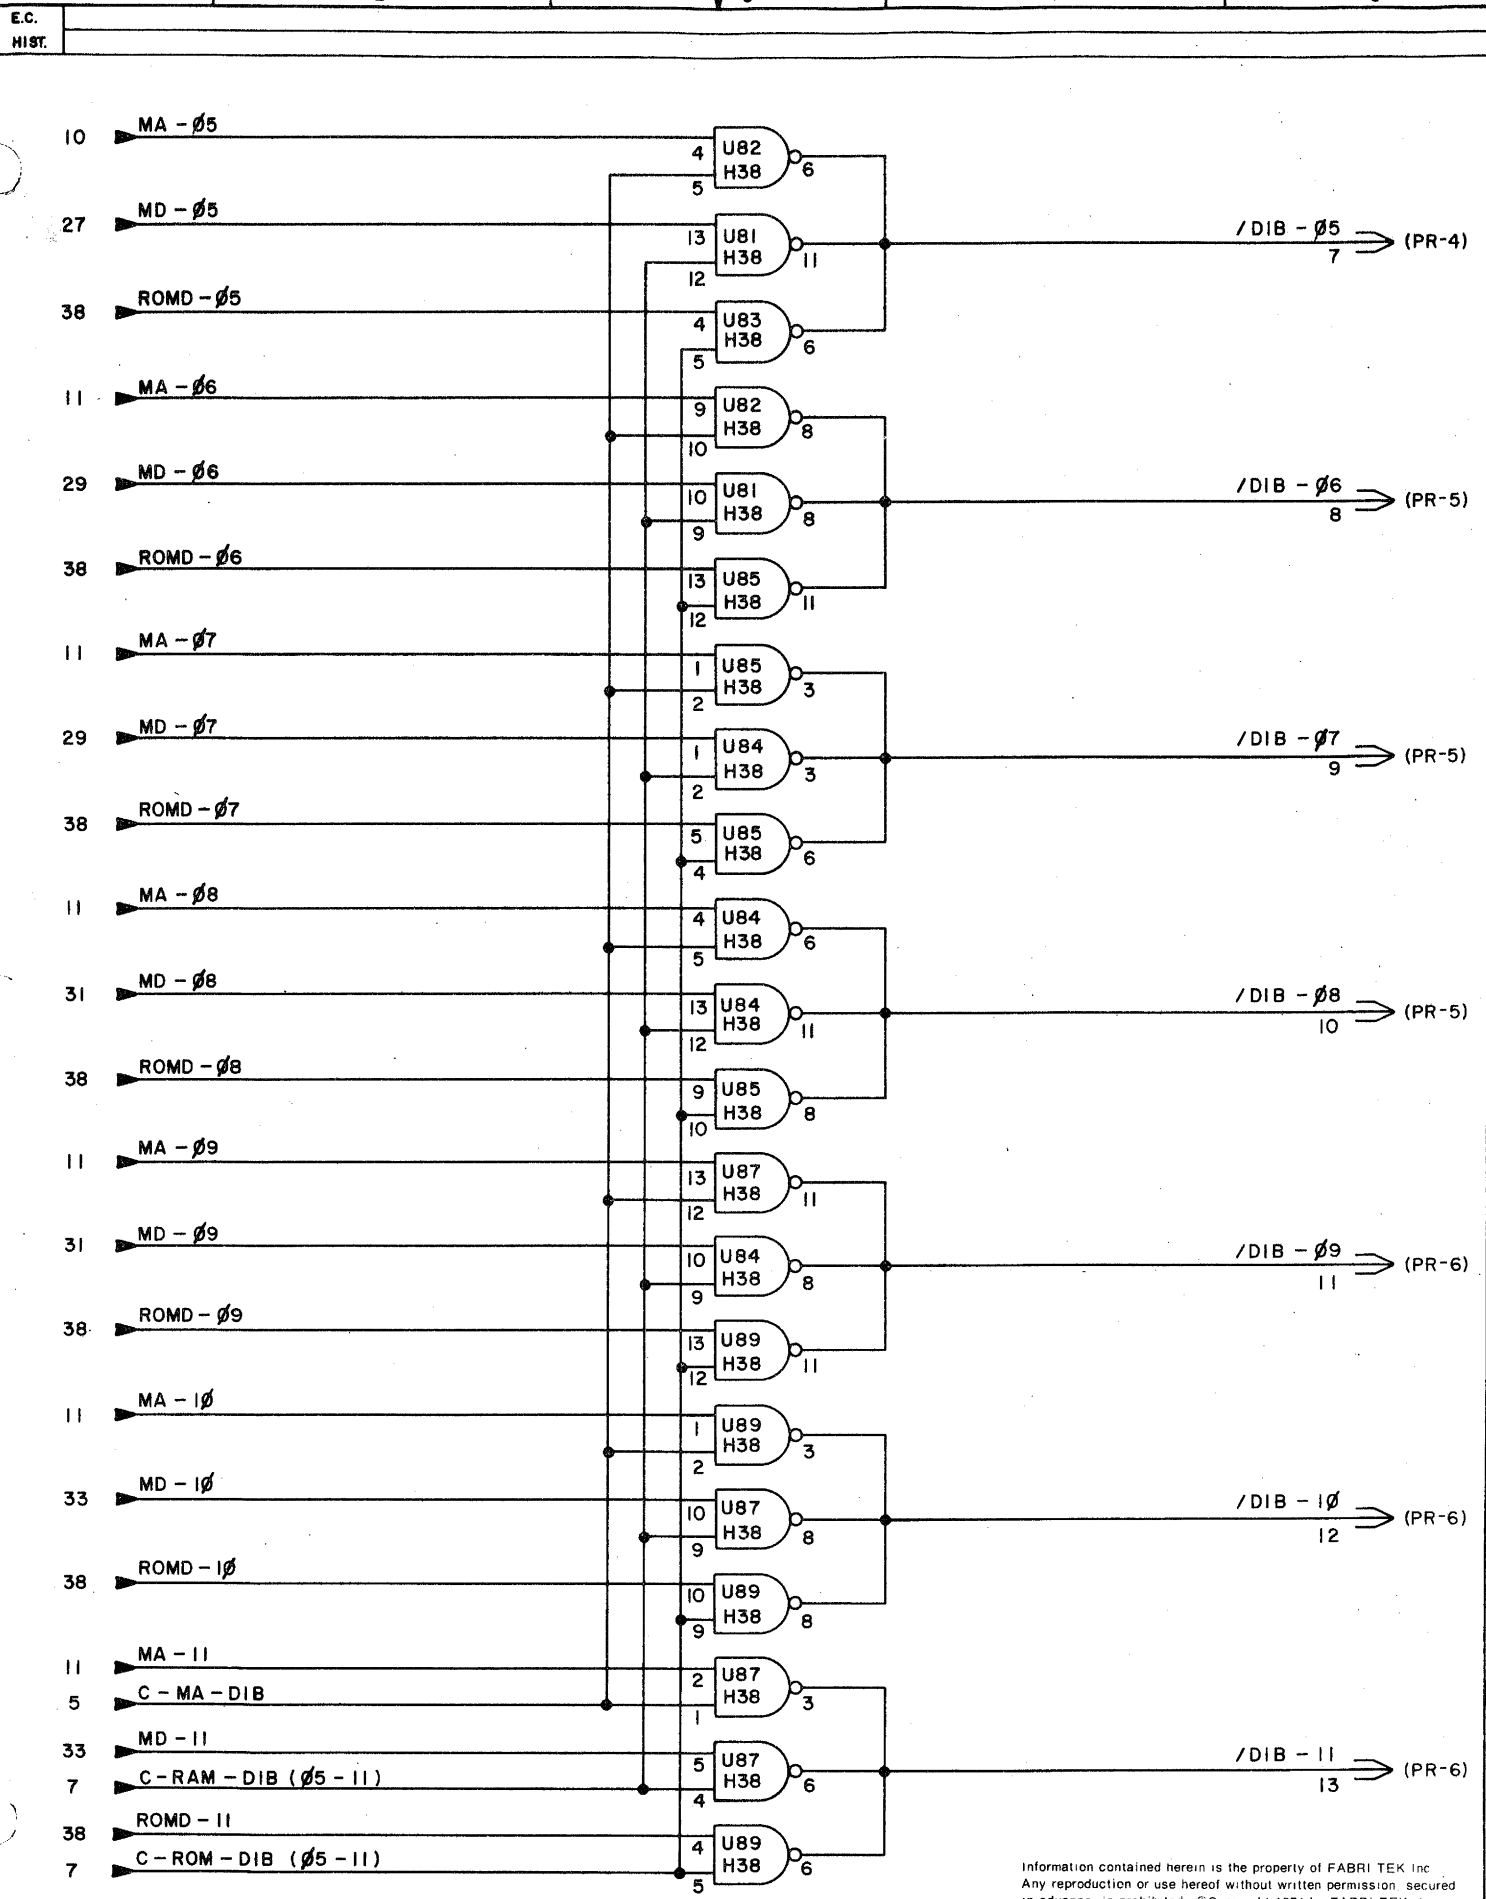 E.C.
HIST.
10 MA - Ø5
4 U82 6
H38
5
27 MD - Ø5
13 U81 11
H38
12
/DIB - Ø5 (PR-4)
7
38 ROMD - Ø5
4 U83 6
H38
5
11 MA - Ø6
9 U82 8
H38
10
29 MD - Ø6
10 U81 8
H38
9
/DIB - Ø6 (PR-5)
8
38 ROMD - Ø6
13 U85 11
H38
12
11 MA - Ø7
1 U85 3
H38
2
29 MD - Ø7
1 U84 3
H38
2
/DIB - Ø7 (PR-5)
9
38 ROMD - Ø7
5 U85 6
H38
4
11 MA - Ø8
4 U84 6
H38
5
31 MD - Ø8
13 U84 11
H38
12
/DIB - Ø8 (PR-5)
10
38 ROMD - Ø8
9 U85 8
H38
10
11 MA - Ø9
13 U87 11
H38
12
31 MD - Ø9
10 U84 8
H38
9
/DIB - Ø9 (PR-6)
11
38 ROMD - Ø9
13 U89 11
H38
12
11 MA - 1Ø
1 U89 3
H38
2
33 MD - 1Ø
10 U87 8
H38
9
/DIB - 1Ø (PR-6)
12
38 ROMD - 1Ø
10 U89 8
H38
9
11 MA - 11
2 U87 3
H38
5 C - MA - DIB
1
33 MD - 11
5 U87 6
H38
7 C - RAM - DIB (Ø5 - 11)
4
/DIB - 11 (PR-6)
13
38 ROMD - 11
4 U89 6
H38
7 C - ROM - DIB (Ø5 - 11)
5
Information contained herein is the property of FABRI TEK Inc
Any reproduction or use hereof without written permission secured